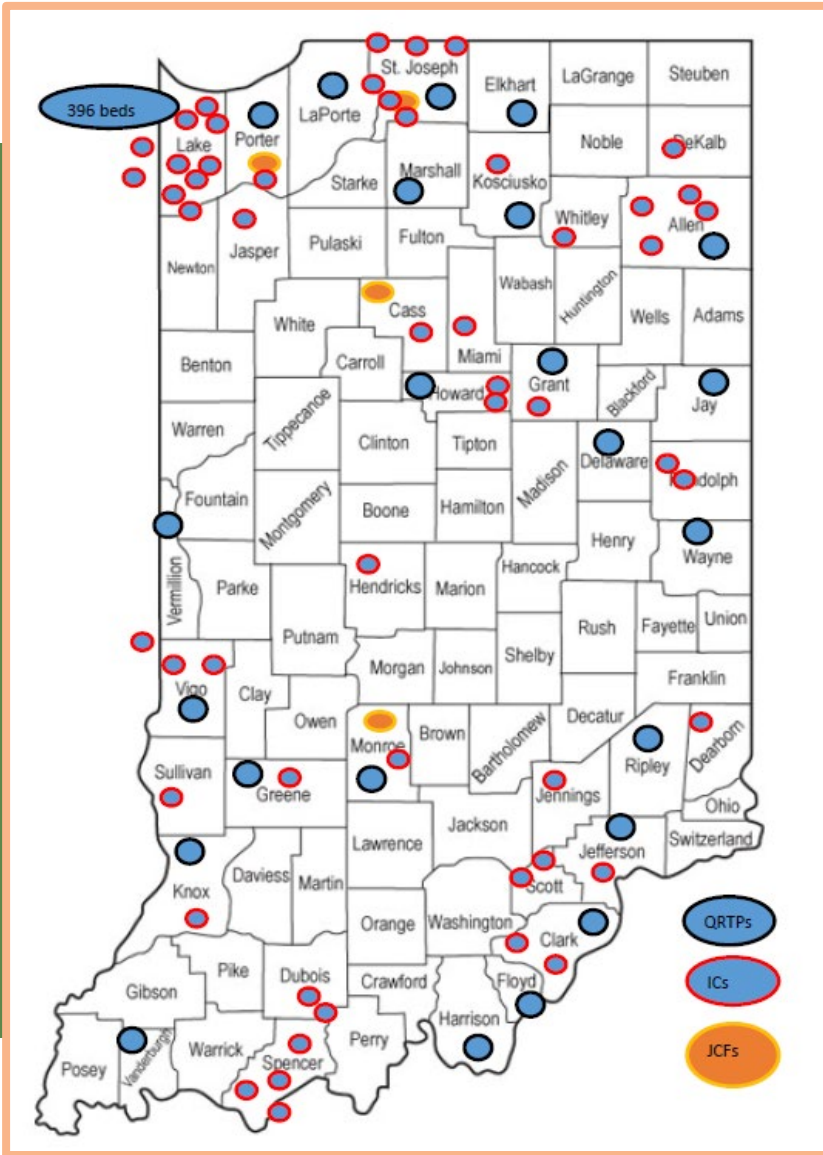 St. Joseph
LaGrange
Steuben
Elkhart
396 beds
LaPorte
Porter
Lake
Noble
DeKalb
Marshall
Starke
Kosciusko
Whitley
Allen
Jasper
Pulaski
Fulton
Newton
Wabash
Huntington
Cass
White
Wells
Adams
Miami
Benton
Carroll
Grant
Howard
Blackford
Jay
Warren
Tippecanoe
Clinton
Tipton
Delaware
Madison
Randolph
Fountain
Montgomery
Boone
Hamilton
Henry
Wayne
Vermillion
Parke
Hendricks
Marion
Hancock
Putnam
Rush
Fayette
Union
Shelby
Morgan
Johnson
Franklin
Vigo
Clay
Owen
Decatur
Monroe
Brown
Bartholomew
Dearborn
Ripley
Sullivan
Greene
Jennings
Ohio
Jackson
Switzerland
Lawrence
Jefferson
Daviess
Martin
Knox
Scott
QRTPs
Orange
Washington
Clark
Pike
Dubois
Crawford
Floyd
ICs
Gibson
Harrison
Perry
Warrick
Vanderburgh
Spencer
JCFs
Posey